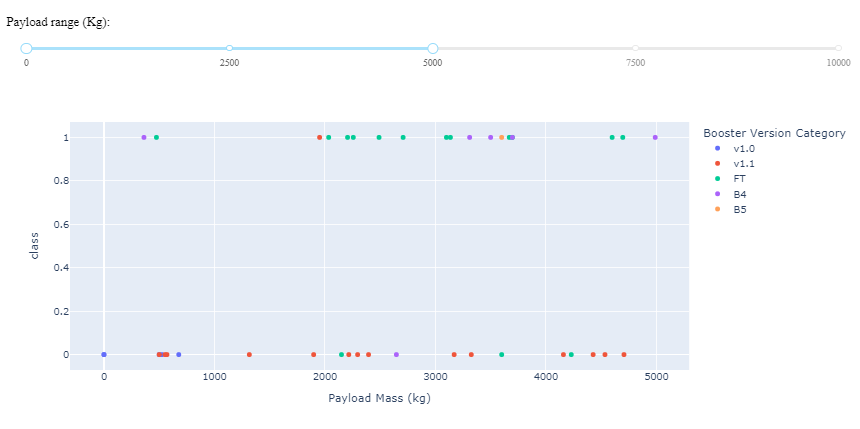 Payload range (Kg):
0 2500 5000 7500 10000
Booster Version Category
v1.0
v1.1
FT
B4
B5
class
1
0.8
0.6
0.4
0.2
0
0 1000 2000 3000 4000 5000
Payload Mass (kg)